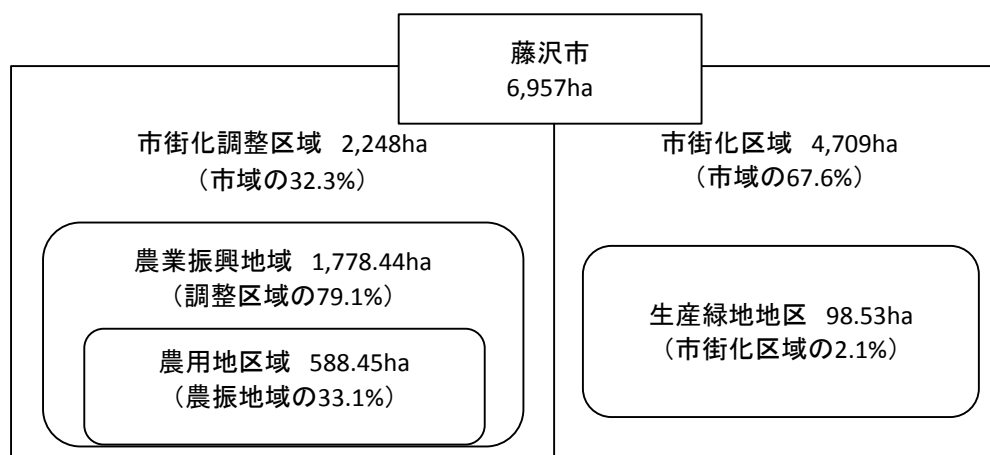 藤沢市
6,957ha
市街化調整区域 2,248ha
（市域の32.3%）
市街化区域 4,709ha
（市域の67.6%）
農業振興地域 1,778.44ha
（調整区域の79.1%）
農用地区域 588.45ha
（農振地域の33.1%）
生産緑地地区 98.53ha
（市街化区域の2.1%）